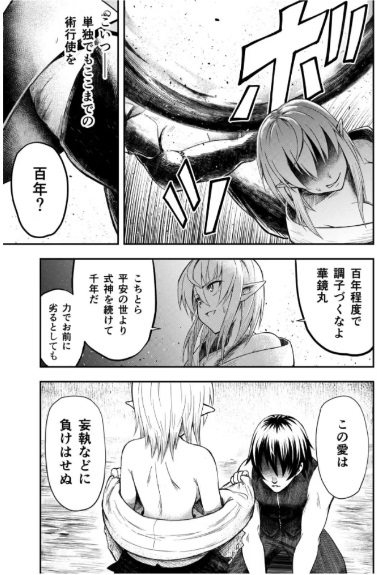 こいつ――
単独でもここまでの
術行使を
百年？
百年程度で
調子づくなよ
華鏡丸
こちとら
平安の世より
式神を続けて
千年だ
力でお前に
劣るとしても
この愛は
妄執などに
負けはせぬ